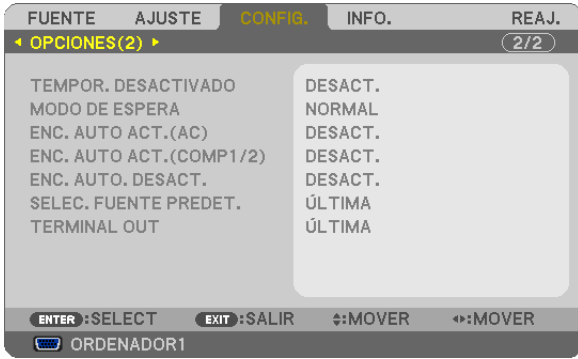 FUENTE AJUSTE CONFIG. INFO. REAJ.
OPCIONES(2) 2/2
TEMPOR. DESACTIVADO DESACT.
MODO DE ESPERA NORMAL
ENC. AUTO ACT.(AC) DESACT.
ENC. AUTO ACT.(COMP1/2) DESACT.
ENC. AUTO. DESACT. DESACT.
SELEC. FUENTE PREDET. ÚLTIMA
TERMINAL OUT ÚLTIMA
ENTER :SELECT EXIT :SALIR :MOVER :MOVER
ORDENADOR1